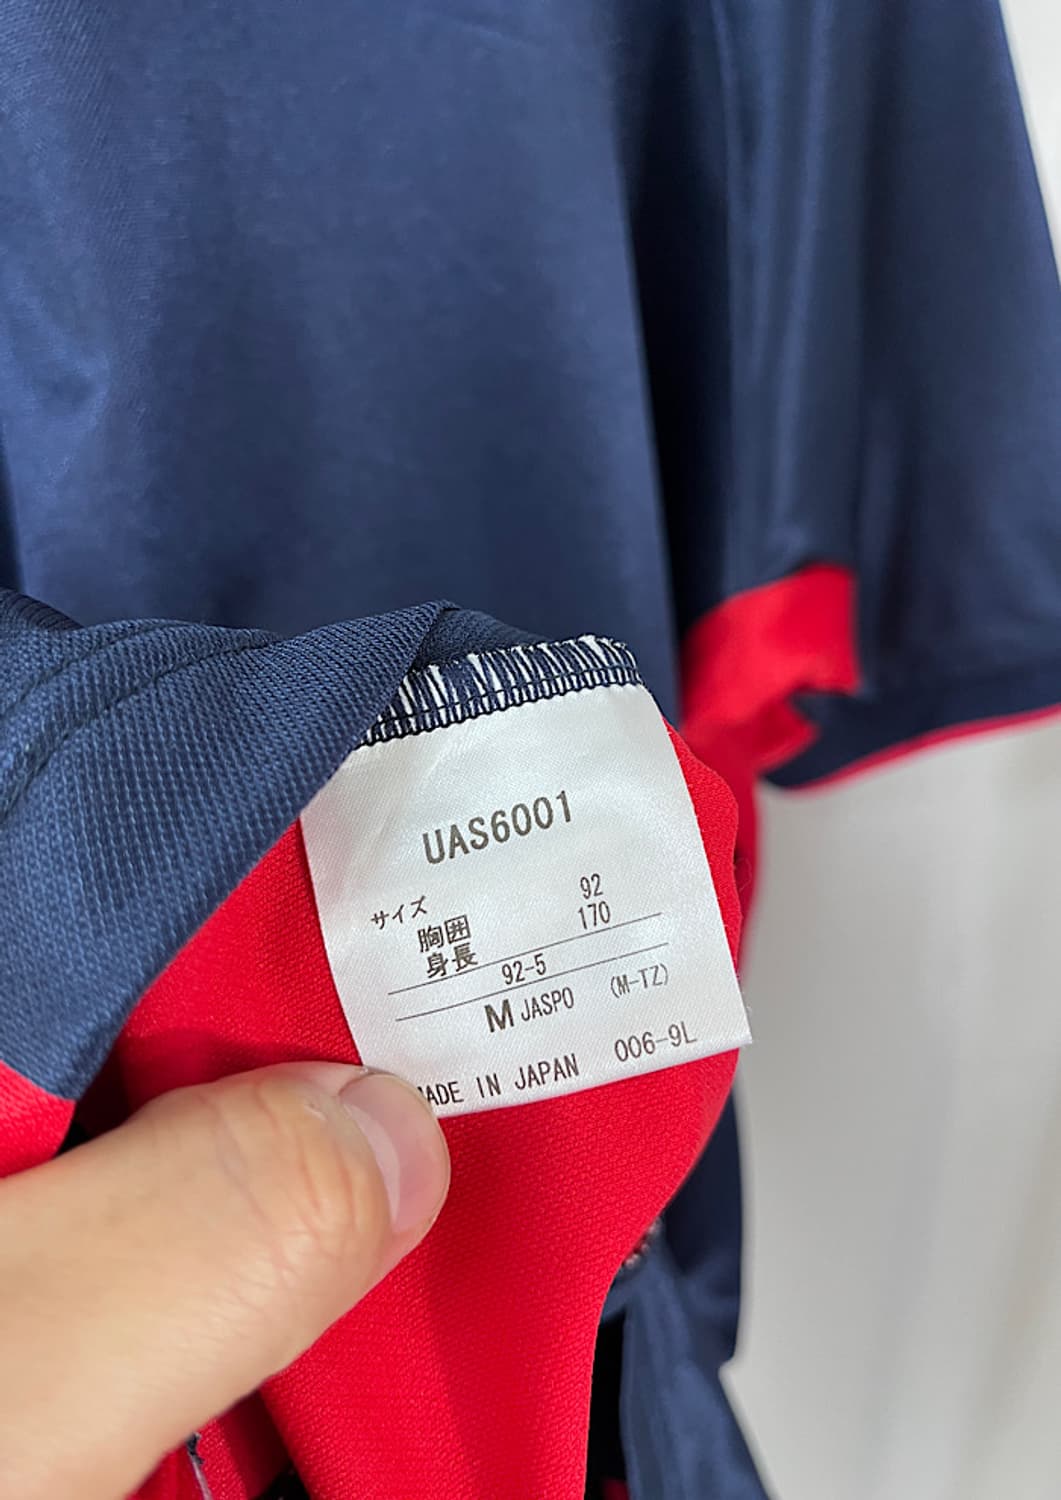 UAS6001
サイズ
胸囲 92
身長 170
92-5
M JASPO (M-TZ)
MADE IN JAPAN 006-9L